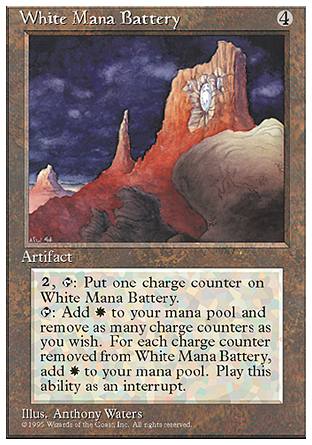 White Mana Battery 4
Artifact
2, : Put one charge counter on
White Mana Battery.
: Add to your mana pool and
remove as many charge counters as
you wish. For each charge counter
removed from White Mana Battery,
add to your mana pool. Play this
ability as an interrupt.
Illus. Anthony Waters
©1995 Wizards of the Coast, Inc. All rights reserved.